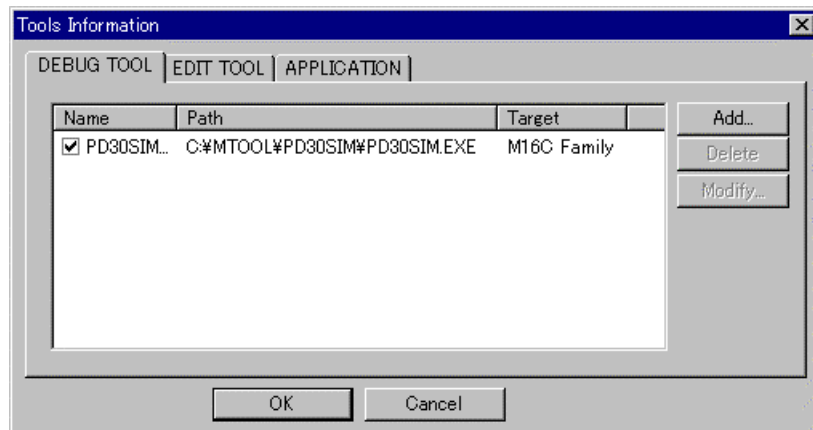 Tools Information
DEBUG TOOL EDIT TOOL APPLICATION
Name Path Target
PD30SIM... C:¥MTOOL¥PD30SIM¥PD30SIM.EXE M16C Family
Add...
Delete
Modify...
OK Cancel